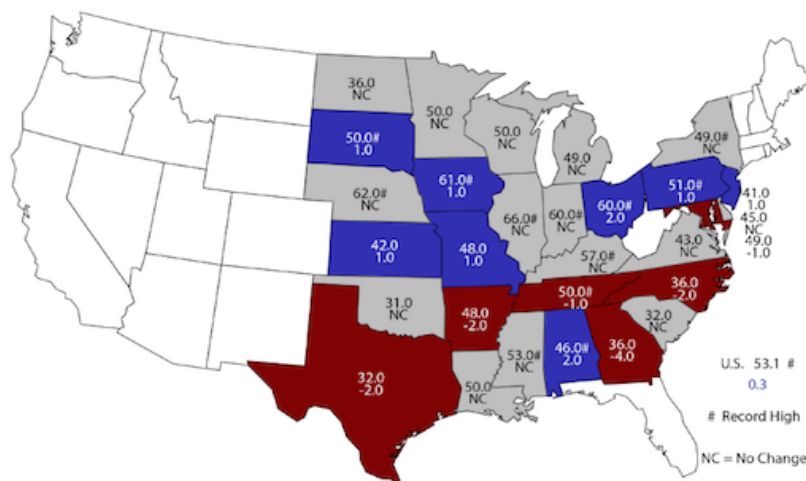 36.0
NC
50.0
NC
50.0
NC
49.0
NC
49.0#
NC
50.0#
1.0
61.0#
1.0
62.0#
NC
66.0#
NC
60.0#
NC
60.0#
2.0
51.0#
1.0
41.0
1.0
45.0
NC
49.0
-1.0
42.0
1.0
48.0
1.0
57.0#
NC
43.0
NC
31.0
NC
48.0
-2.0
50.0#
-1.0
36.0
-2.0
32.0
NC
32.0
-2.0
50.0
NC
53.0#
NC
46.0#
2.0
36.0
-4.0
U.S. 53.1 #
0.3
# Record High
NC = No Change